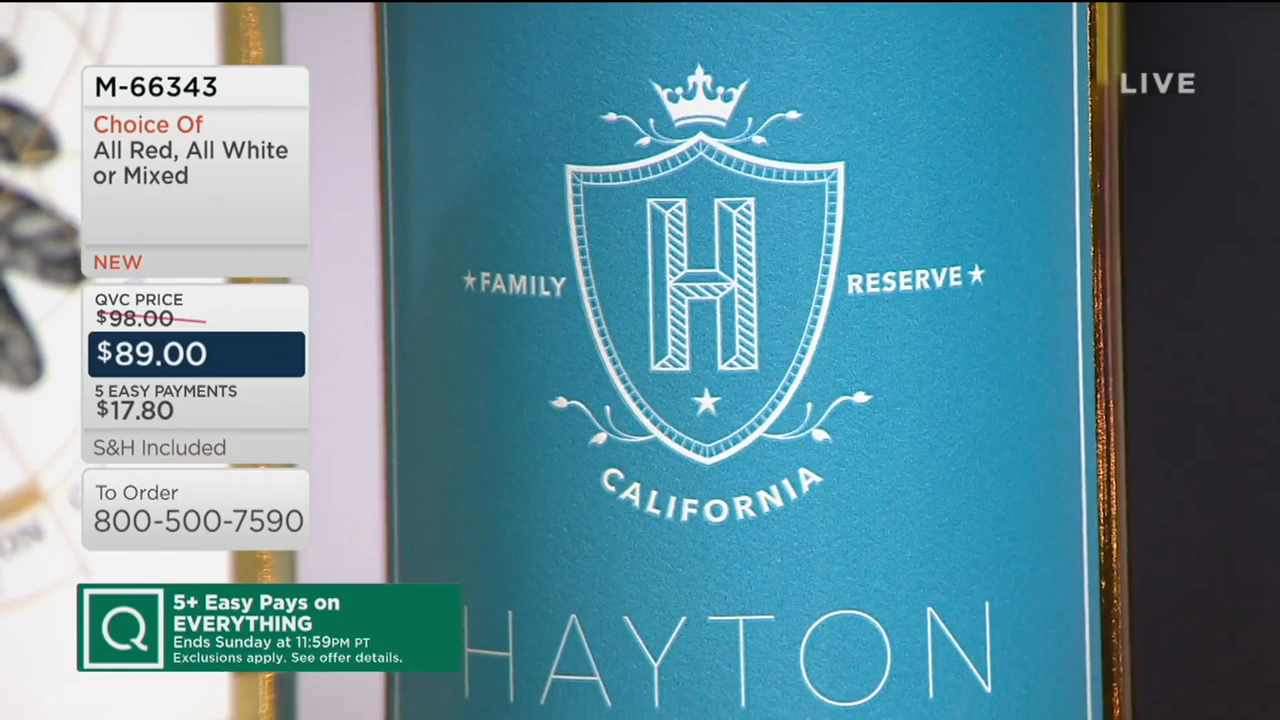 M-66343
Choice Of
All Red, All White
or Mixed
NEW
QVC PRICE
$98.00
$89.00
5 EASY PAYMENTS
$17.80
S&H Included
To Order
800-500-7590
Q
5+ Easy Pays on
EVERYTHING
Ends Sunday at 11:59PM PT
Exclusions apply. See offer details.
LIVE
H
★FAMILY RESERVE★
CALIFORNIA
HAYTON